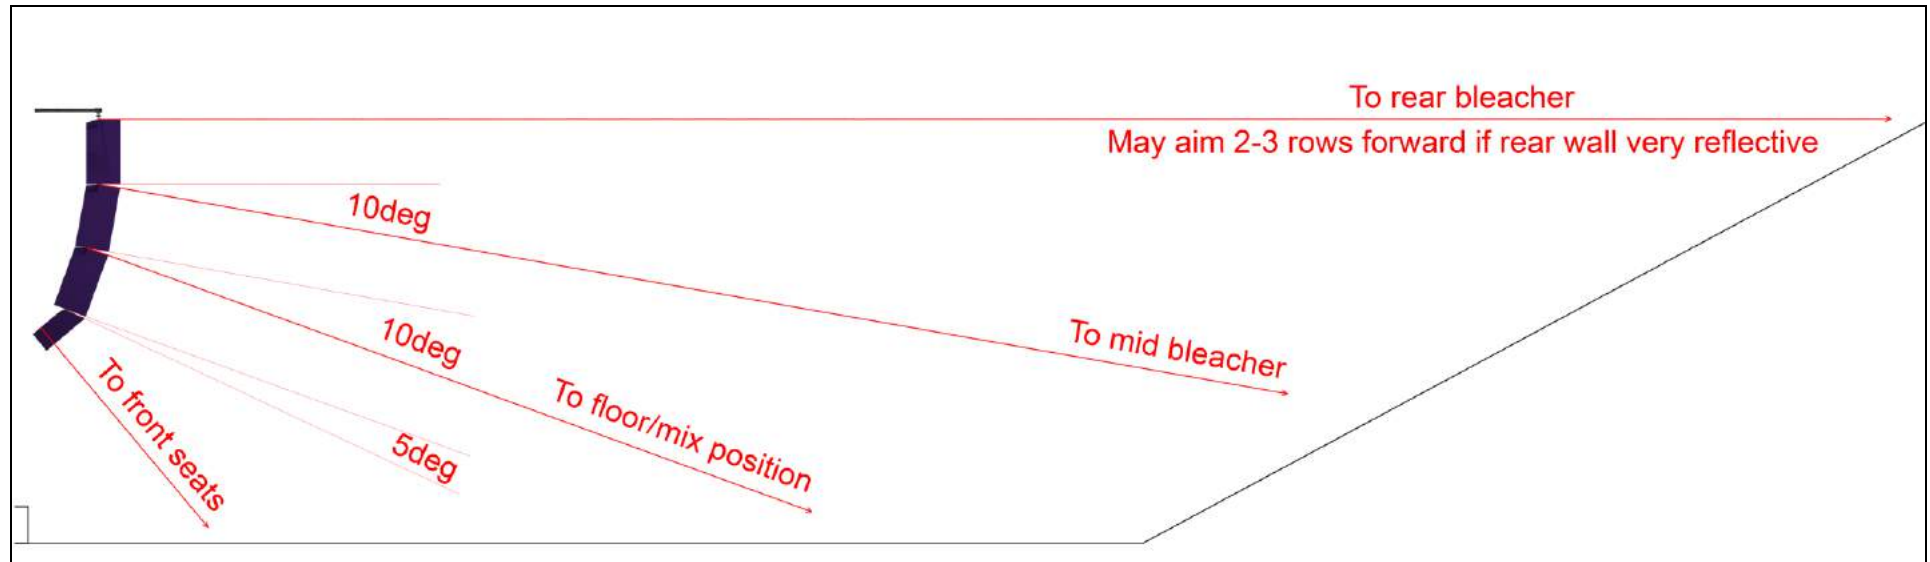 To rear bleacher
May aim 2-3 rows forward if rear wall very reflective
10deg
To mid bleacher
10deg
To floor/mix position
5deg
To front seats